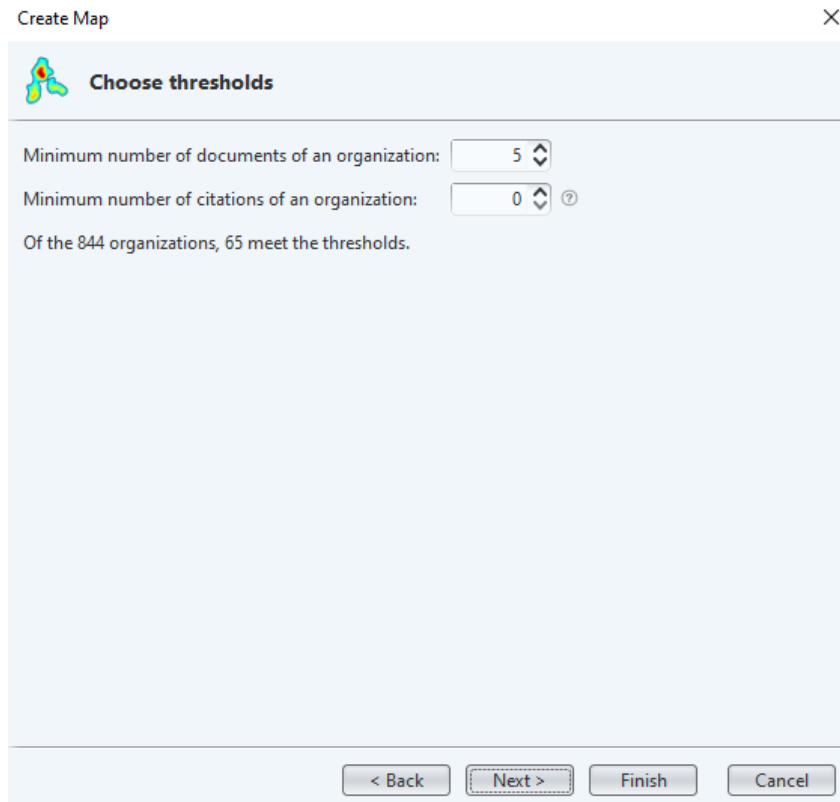 Create Map
Choose thresholds
Minimum number of documents of an organization: 5
Minimum number of citations of an organization: 0 ?
Of the 844 organizations, 65 meet the thresholds.
< Back Next > Finish Cancel